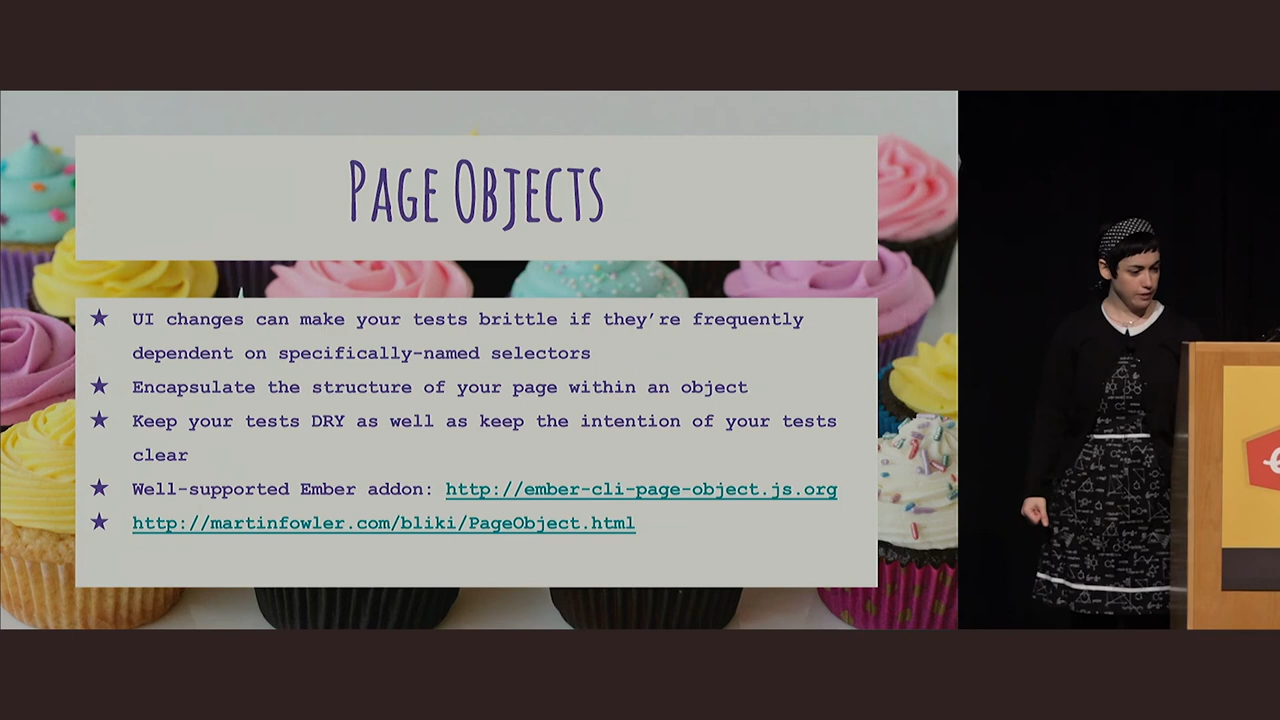 PAGE OBJECTS
★ UI changes can make your tests brittle if they're frequently
dependent on specifically-named selectors
★ Encapsulate the structure of your page within an object
★ Keep your tests DRY as well as keep the intention of your tests
clear
★ Well-supported Ember addon: http://ember-cli-page-object.js.org
★ http://martinfowler.com/bliki/PageObject.html